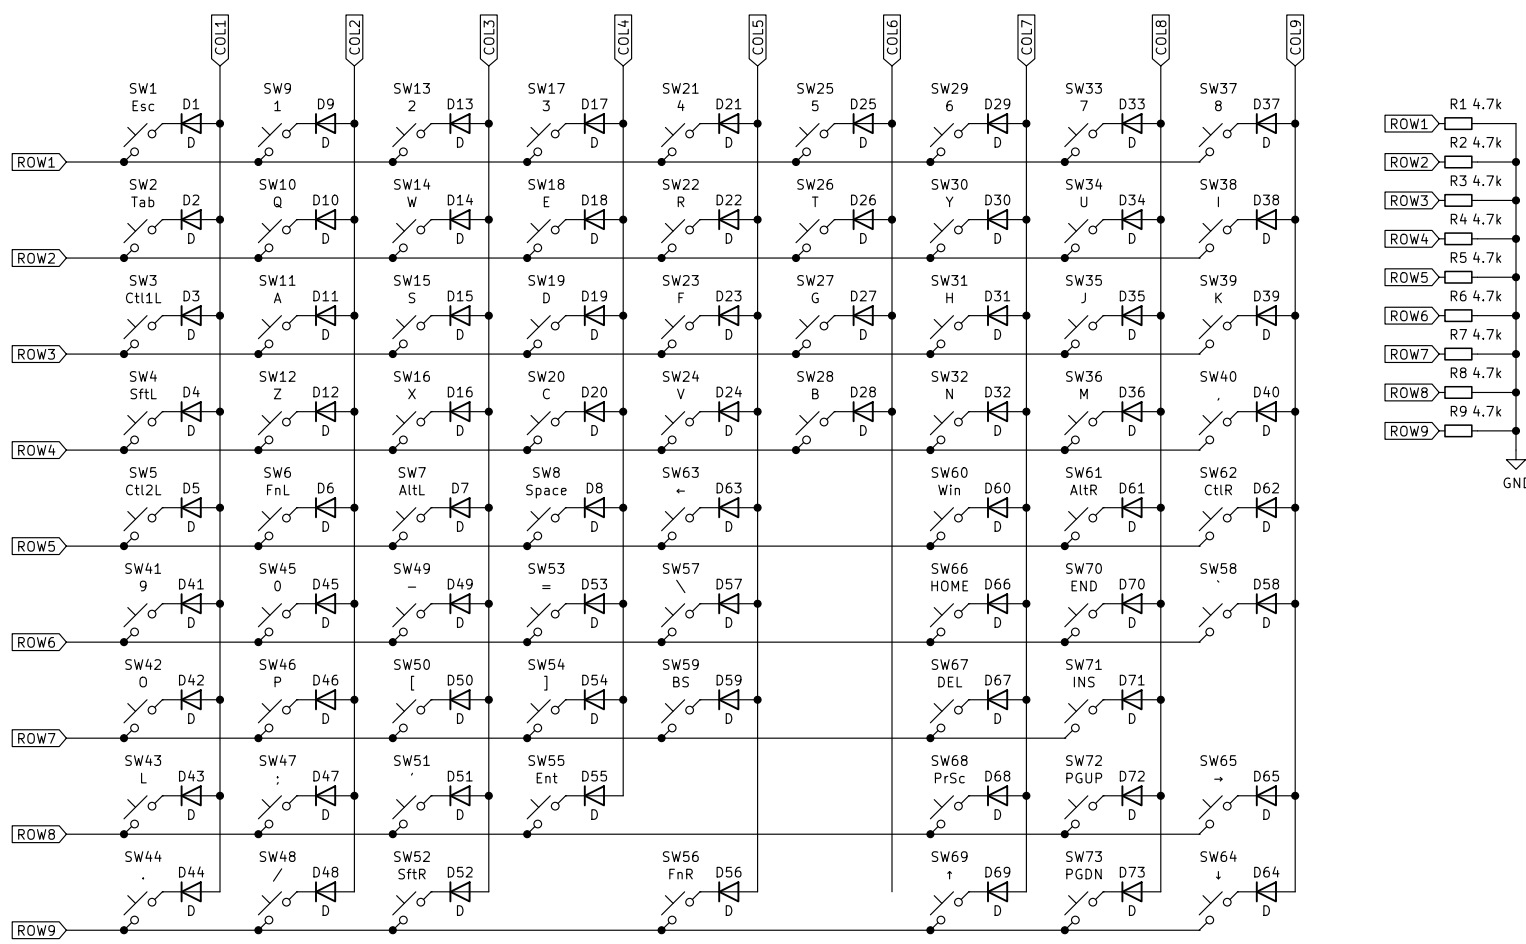 COL1 COL2 COL3 COL4 COL5 COL6 COL7 COL8 COL9
SW1 SW9 SW13 SW17 SW21 SW25 SW29 SW33 SW37
Esc D1 1 D9 2 D13 3 D17 4 D21 5 D25 6 D29 7 D33 8 D37
D D D D D D D D D
ROW1
SW2 SW10 SW14 SW18 SW22 SW26 SW30 SW34 SW38
Tab D2 Q D10 W D14 E D18 R D22 T D26 Y D30 U D34 I D38
D D D D D D D D D
ROW2
SW3 SW11 SW15 SW19 SW23 SW27 SW31 SW35 SW39
Ctl1L D3 A D11 S D15 D D19 F D23 G D27 H D31 J D35 K D39
D D D D D D D D D
ROW3
SW4 SW12 SW16 SW20 SW24 SW28 SW32 SW36 SW40
SftL D4 Z D12 X D16 C D20 V D24 B D28 N D32 M D36 , D40
D D D D D D D D D
ROW4
SW5 SW6 SW7 SW8 SW63 SW60 SW61 SW62
Ctl2L D5 FnL D6 AltL D7 Space D8 ← D63 Win D60 AltR D61 CtlR D62
D D D D D D D D
ROW5
SW41 SW45 SW49 SW53 SW57 SW66 SW70 SW58
9 D41 0 D45 - D49 = D53 \ D57 HOME D66 END D70 ` D58
D D D D D D D D
ROW6
SW42 SW46 SW50 SW54 SW59 SW67 SW71
O D42 P D46 [ D50 ] D54 BS D59 DEL D67 INS D71
D D D D D D D
ROW7
SW43 SW47 SW51 SW55 SW68 SW72 SW65
L D43 ; D47 ' D51 Ent D55 PrSc D68 PGUP D72 → D65
D D D D D D D
ROW8
SW44 SW48 SW52 SW56 SW69 SW73 SW64
. D44 / D48 SftR D52 FnR D56 ↑ D69 PGDN D73 ↓ D64
D D D D D D D
ROW9
R1 4.7k
ROW1
R2 4.7k
ROW2
R3 4.7k
ROW3
R4 4.7k
ROW4
R5 4.7k
ROW5
R6 4.7k
ROW6
R7 4.7k
ROW7
R8 4.7k
ROW8
R9 4.7k
ROW9
GND